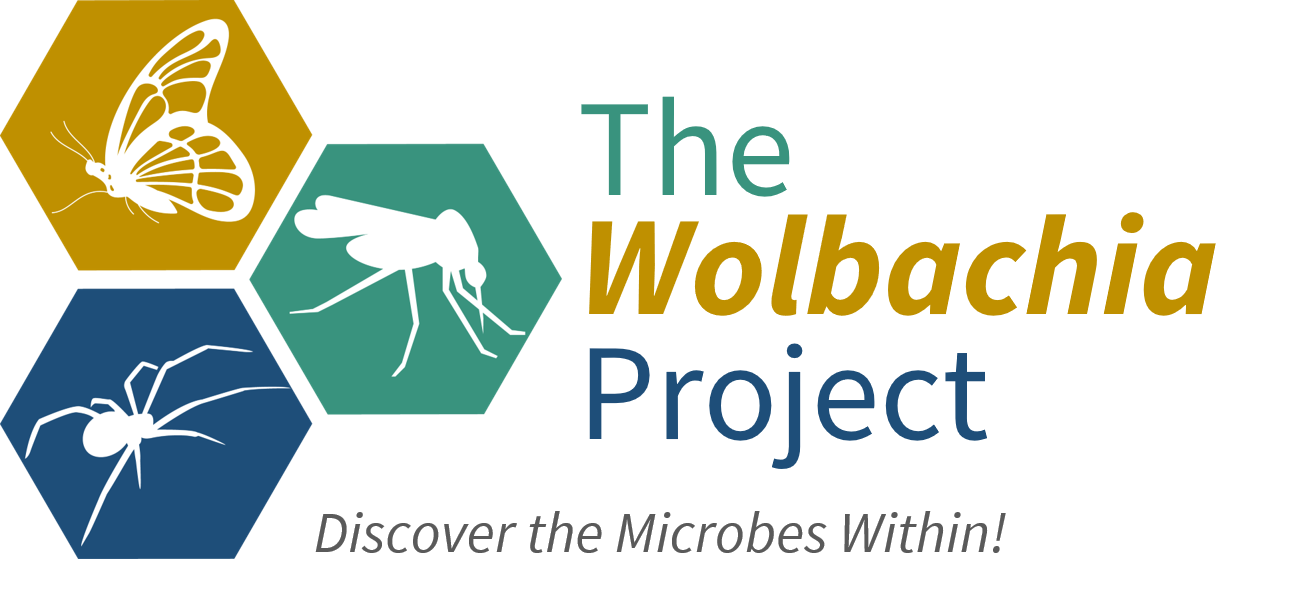 The
Wolbachia
Project
Discover the Microbes Within!